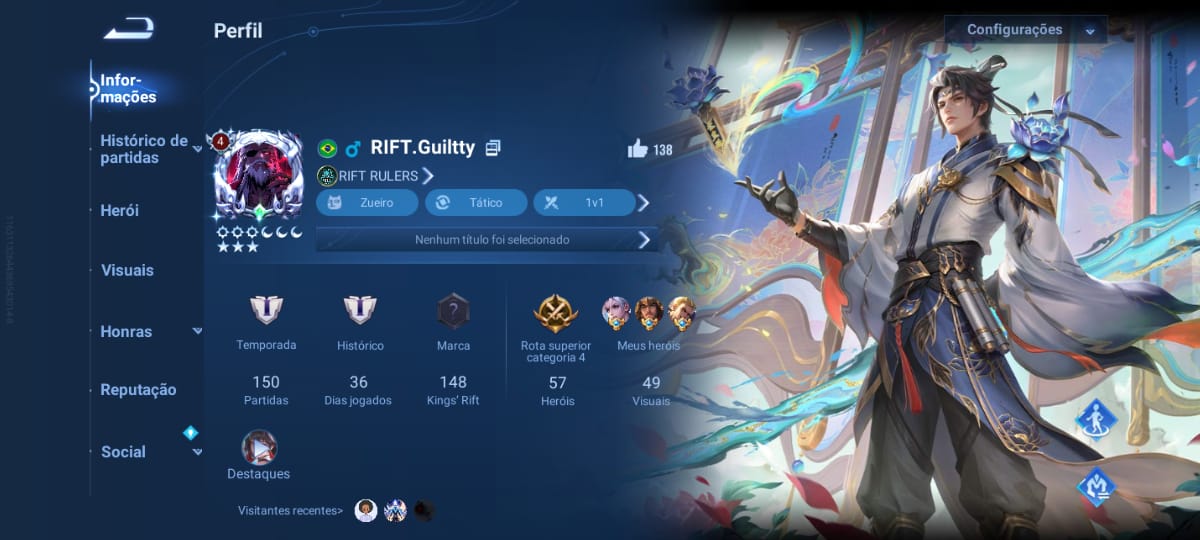 Perfil
Configurações
Infor-
mações
Histórico de
partidas
Herói
Visuais
Honras
Reputação
Social
4
RIFT.Guiltty
138
RIFT RULERS
Zueiro
Tático
1v1
Nenhum título foi selecionado
Temporada
Histórico
?
Marca
Rota superior
categoria 4
Meus heróis
150
Partidas
36
Dias jogados
148
Kings' Rift
57
Heróis
49
Visuais
Destaques
Visitantes recentes>